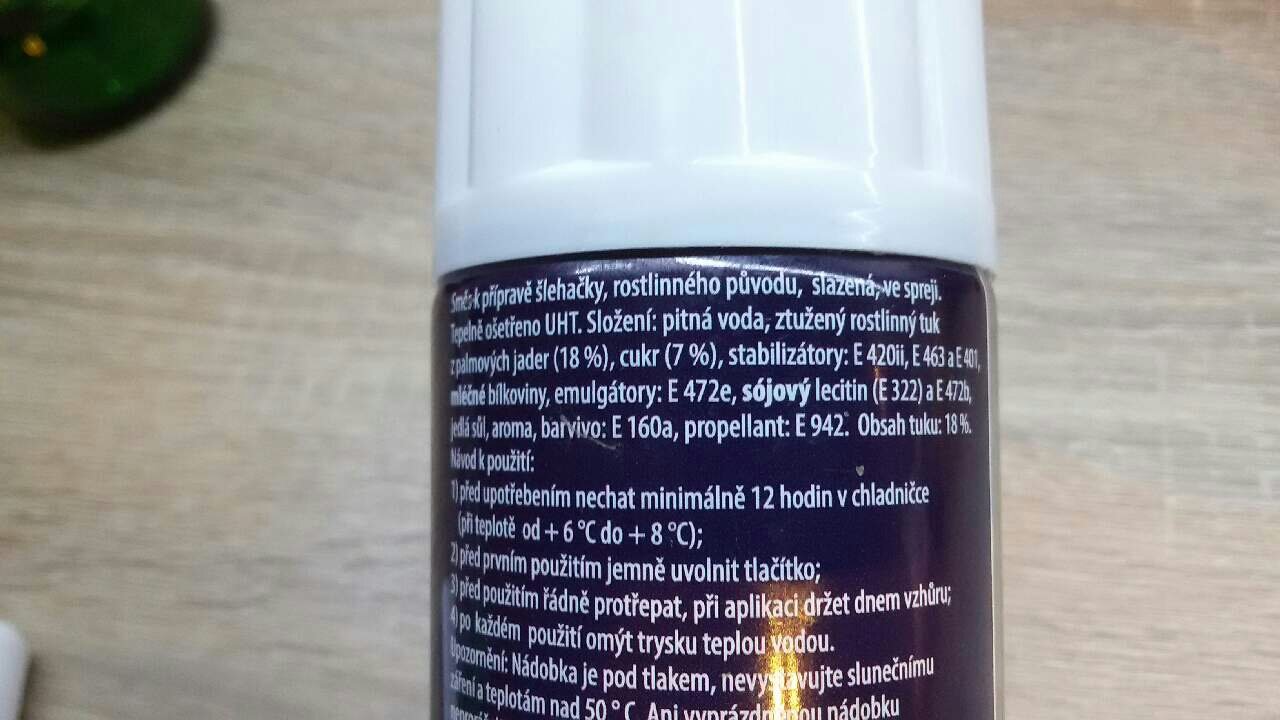 Směs k přípravě šlehačky, rostlinného původu, slazená, ve spreji.
Tepelně ošetřeno UHT. Složení: pitná voda, ztužený rostlinný tuk
z palmových jader (18 %), cukr (7 %), stabilizátory: E 420ii, E 463 a E 401,
mléčné bílkoviny, emulgátory: E 472e, sójový lecitin (E 322) a E 472b,
jedlá sůl, aroma, barvivo: E 160a, propellant: E 942. Obsah tuku: 18 %.
Návod k použití:
1) před upotřebením nechat minimálně 12 hodin v chladničce
(při teplotě od + 6 °C do + 8 °C);
2) před prvním použitím jemně uvolnit tlačítko;
3) před použitím řádně protřepat, při aplikaci držet dnem vzhůru;
4) po každém použití omýt trysku teplou vodou.
Upozornění: Nádobka je pod tlakem, nevystavujte slunečnímu
záření a teplotám nad 50 ° C. Ani vyprázdněnou nádobku